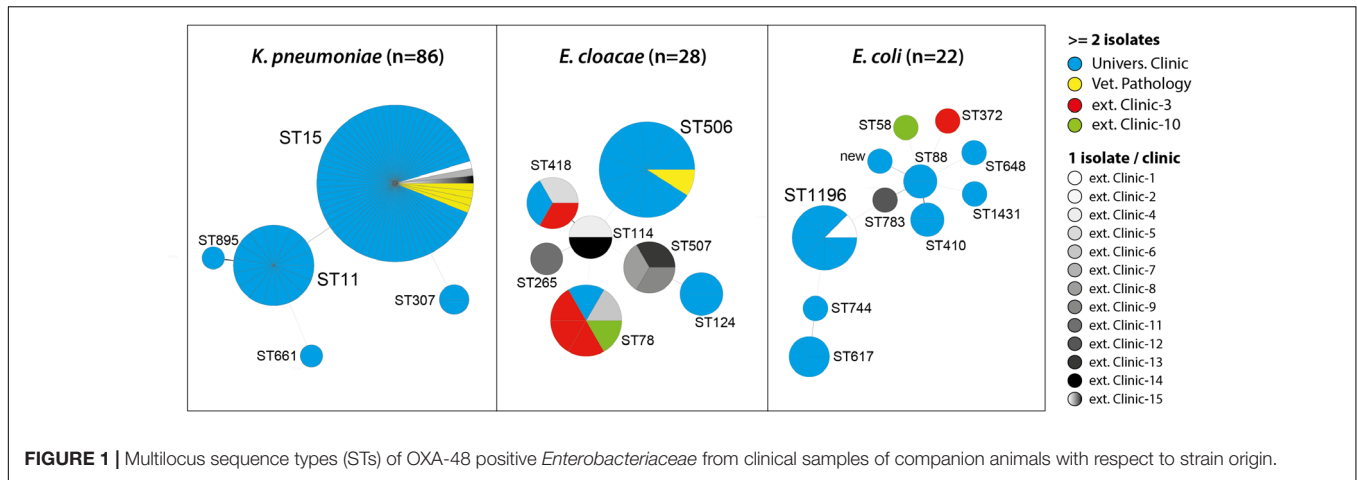 K. pneumoniae (n=86)
ST15
ST895
ST11
ST307
ST661
E. cloacae (n=28)
ST506
ST418
ST114
ST507
ST265
ST124
ST78
E. coli (n=22)
ST58
ST372
new
ST88
ST648
ST1196
ST783
ST1431
ST410
ST744
ST617
>= 2 isolates
Univers. Clinic
Vet. Pathology
ext. Clinic-3
ext. Clinic-10
1 isolate / clinic
ext. Clinic-1
ext. Clinic-2
ext. Clinic-4
ext. Clinic-5
ext. Clinic-6
ext. Clinic-7
ext. Clinic-8
ext. Clinic-9
ext. Clinic-11
ext. Clinic-12
ext. Clinic-13
ext. Clinic-14
ext. Clinic-15
FIGURE 1 | Multilocus sequence types (STs) of OXA-48 positive Enterobacteriaceae from clinical samples of companion animals with respect to strain origin.